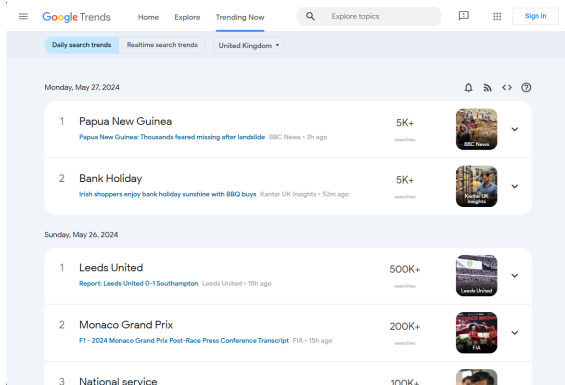 Google Trends Home Explore Trending Now Explore topics Sign in
Daily search trends Realtime search trends United Kingdom
Monday, May 27, 2024
1 Papua New Guinea 5K+
Papua New Guinea: Thousands feared missing after landslide BBC News • 2h ago searches
BBC News
2 Bank Holiday 5K+
Irish shoppers enjoy bank holiday sunshine with BBQ buys Kantar UK Insights • 52m ago searches
Kantar UK
Insights
Sunday, May 26, 2024
1 Leeds United 500K+
Report: Leeds United 0-1 Southampton Leeds United • 15h ago searches
Leeds United
2 Monaco Grand Prix 200K+
F1 - 2024 Monaco Grand Prix Post-Race Press Conference Transcript FIA • 15h ago searches
FIA
3 National service 100K+